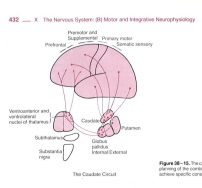 432 X The Nervous System: (B) Motor and Integrative Neurophysiology
Premotor and
Supplemental Primary motor
Prefrontal Somatic sensory
Ventroanterior and
ventrolateral
nuclei of thalamus
Caudate
Putamen
Subthalamus
Globus
pallidus
Internal/External
Substantia
nigra
The Caudate Circuit
Figure 38–15. The c
planning of the comb
achieve specific cons